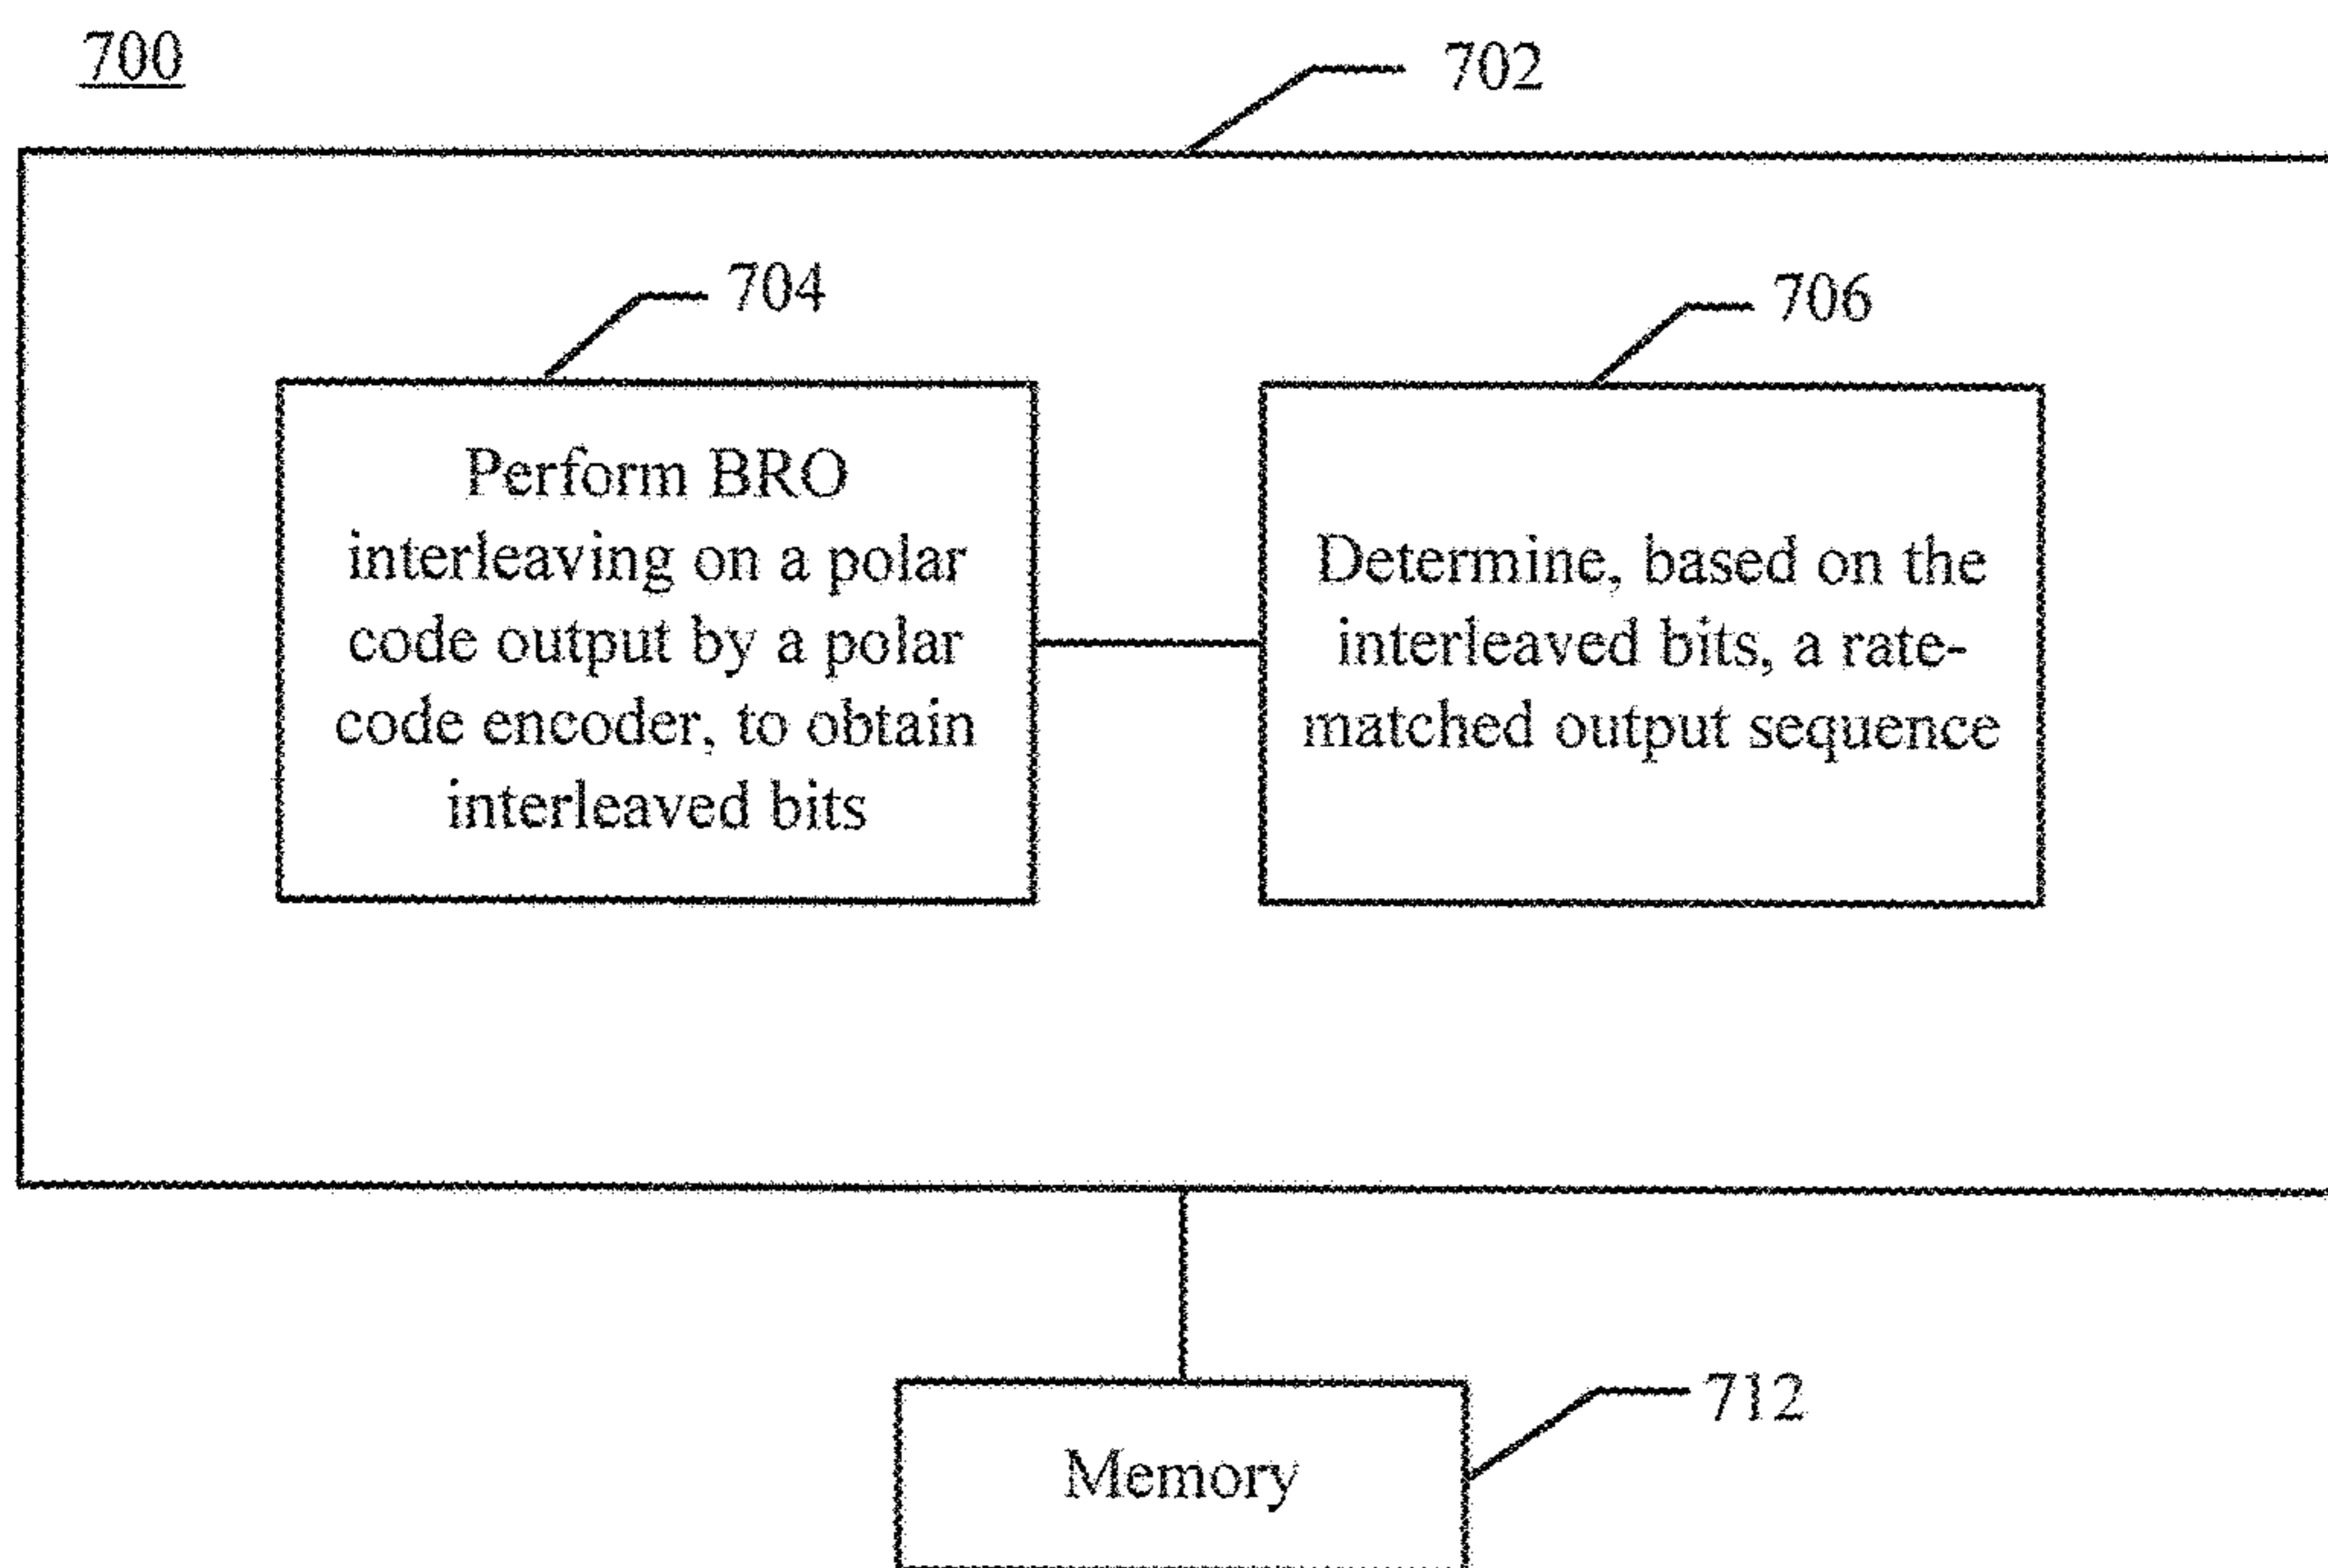 700
702
704
706
Perform BRO
interleaving on a polar
code output by a polar
code encoder, to obtain
interleaved bits
Determine, based on the
interleaved bits, a rate-
matched output sequence
712
Memory